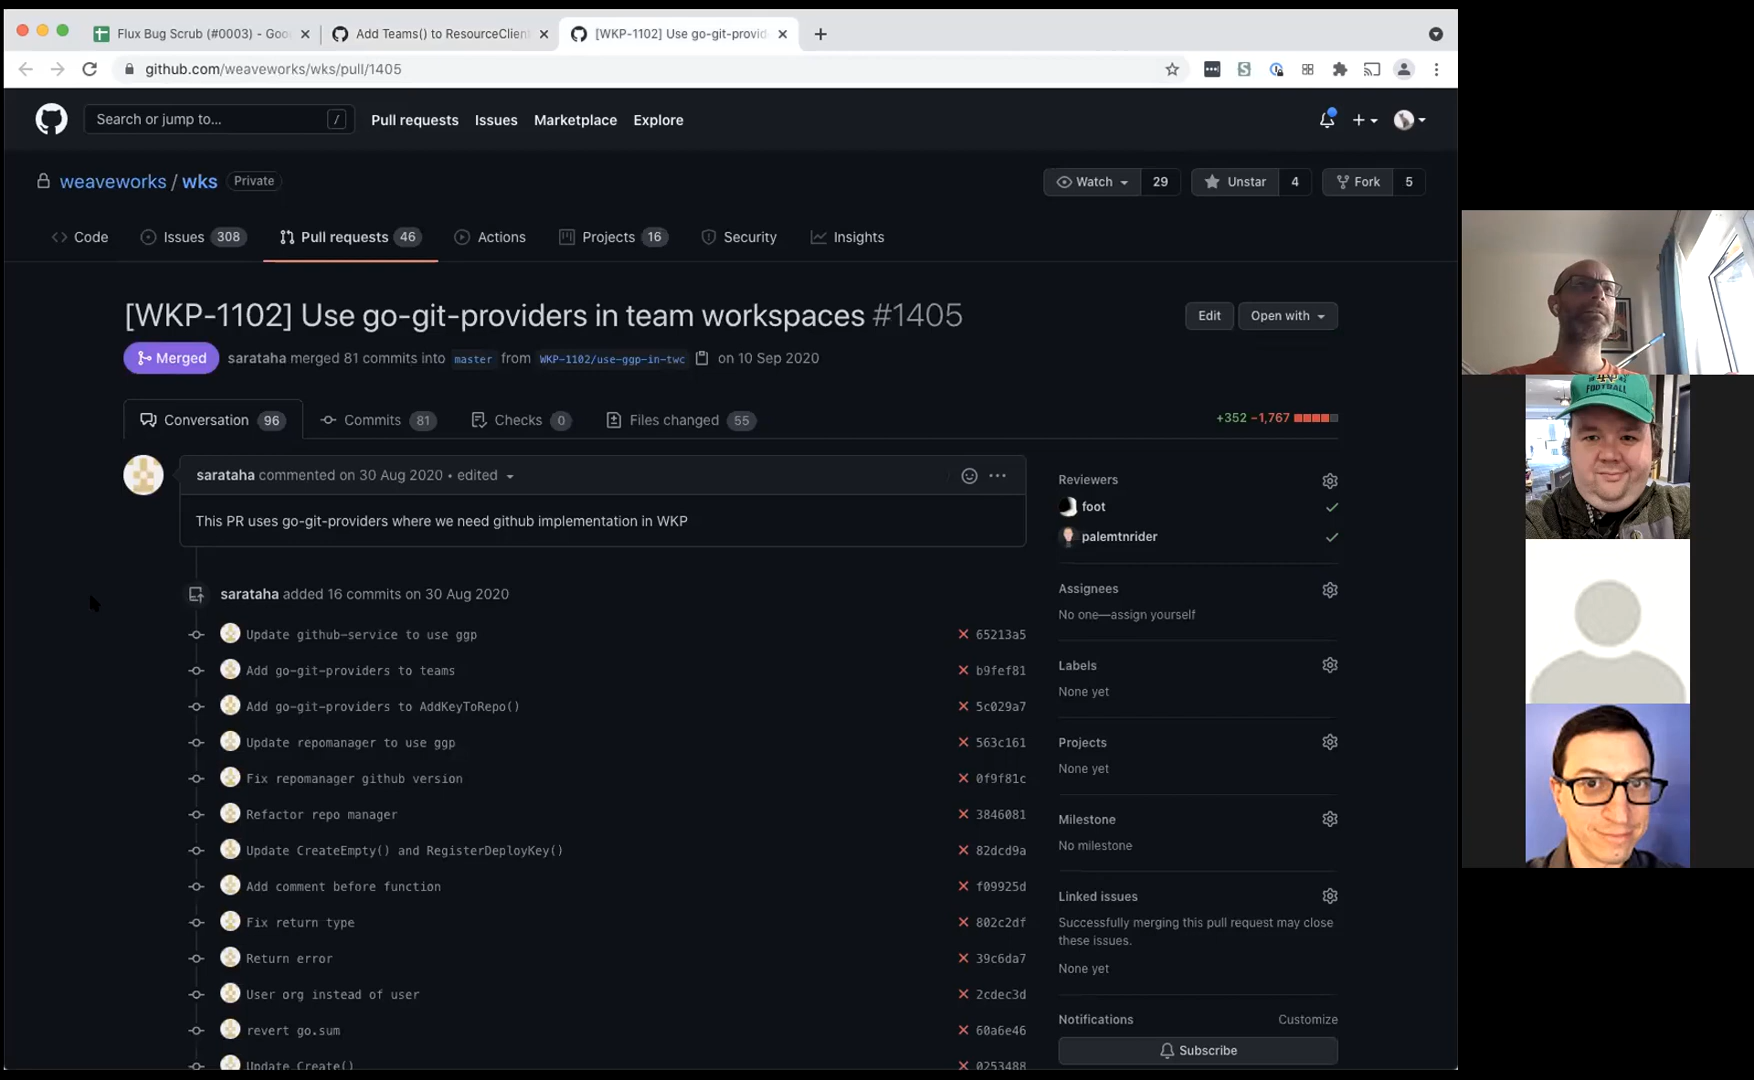 Flux Bug Scrub (#0003) - Goo
Add Teams() to ResourceClien
[WKP-1102] Use go-git-provid
github.com/weaveworks/wks/pull/1405
Search or jump to...
/
Pull requests
Issues
Marketplace
Explore
weaveworks / wks
Private
Watch
29
Unstar
4
Fork
5
Code
Issues 308
Pull requests 46
Actions
Projects 16
Security
Insights
[WKP-1102] Use go-git-providers in team workspaces #1405
Edit
Open with
Merged
sarataha merged 81 commits into master from WKP-1102/use-ggp-in-twc on 10 Sep 2020
Conversation 96
Commits 81
Checks 0
Files changed 55
+352 −1,767
sarataha commented on 30 Aug 2020 • edited
This PR uses go-git-providers where we need github implementation in WKP
sarataha added 16 commits on 30 Aug 2020
Update github-service to use ggp 65213a5
Add go-git-providers to teams b9fef81
Add go-git-providers to AddKeyToRepo() 5c029a7
Update repomanager to use ggp 563c161
Fix repomanager github version 0f9f81c
Refactor repo manager 3846081
Update CreateEmpty() and RegisterDeployKey() 82dcd9a
Add comment before function f09925d
Fix return type 802c2df
Return error 39c6da7
User org instead of user 2cdec3d
revert go.sum 60a6e46
Update Create() 0253488
Reviewers
foot
palemtnrider
Assignees
No one—assign yourself
Labels
None yet
Projects
None yet
Milestone
No milestone
Linked issues
Successfully merging this pull request may close
these issues.
None yet
Notifications
Customize
Subscribe
FOOTBALL